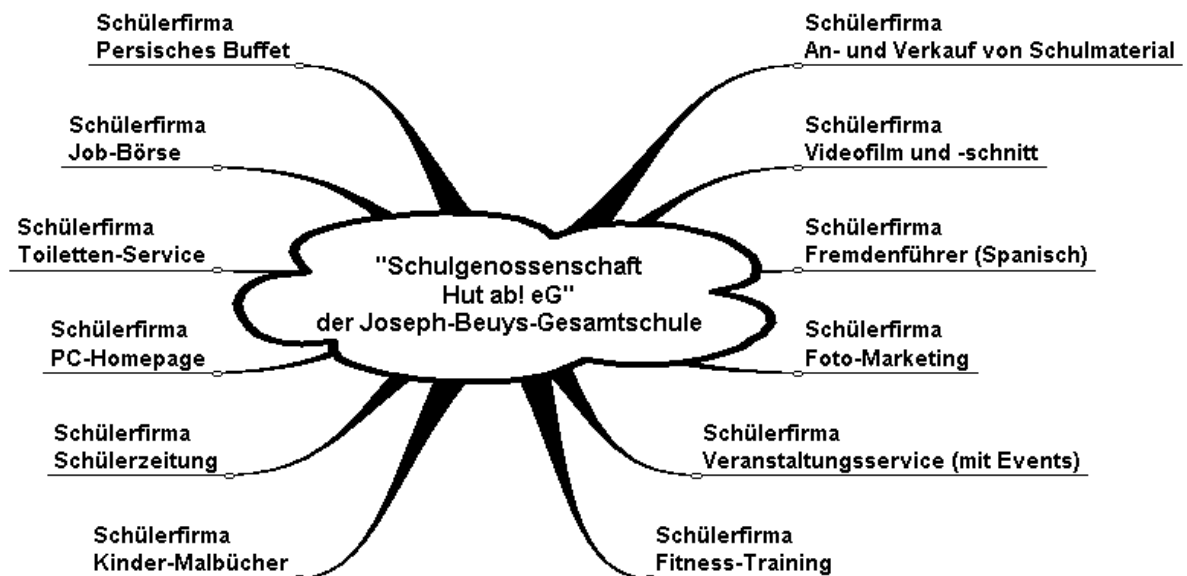 Schülerfirma
Persisches Buffet
Schülerfirma
An- und Verkauf von Schulmaterial
Schülerfirma
Job-Börse
Schülerfirma
Videofilm und -schnitt
Schülerfirma
Toiletten-Service
"Schulgenossenschaft
Hut ab! eG"
der Joseph-Beuys-Gesamtschule
Schülerfirma
Fremdenführer (Spanisch)
Schülerfirma
PC-Homepage
Schülerfirma
Foto-Marketing
Schülerfirma
Schülerzeitung
Schülerfirma
Veranstaltungsservice (mit Events)
Schülerfirma
Kinder-Malbücher
Schülerfirma
Fitness-Training